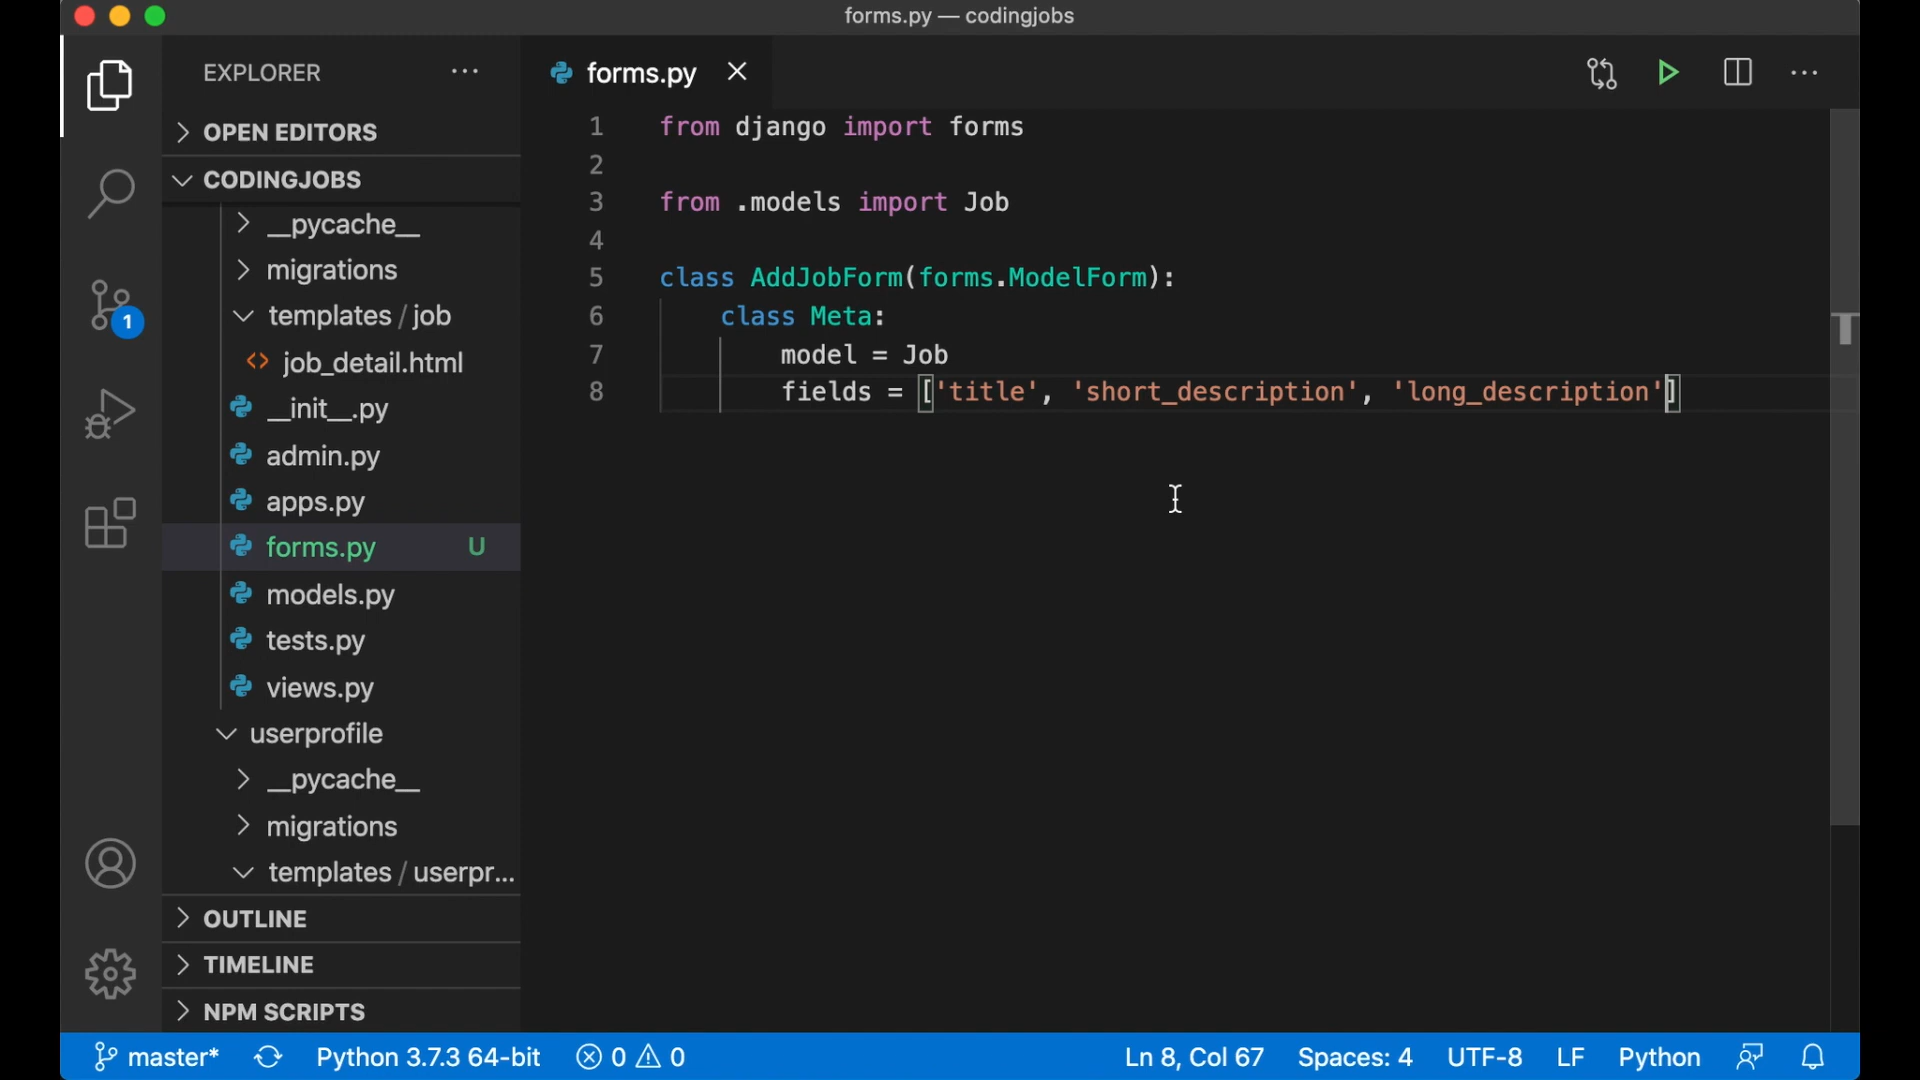 forms.py — codingjobs
EXPLORER
OPEN EDITORS
CODINGJOBS
__pycache__
migrations
templates / job
<> job_detail.html
__init__.py
admin.py
apps.py
forms.py U
models.py
tests.py
views.py
userprofile
__pycache__
migrations
templates / userpr...
OUTLINE
TIMELINE
NPM SCRIPTS
1
forms.py
1 from django import forms
2
3 from .models import Job
4
5 class AddJobForm(forms.ModelForm):
6 class Meta:
7 model = Job
8 fields = ['title', 'short_description', 'long_description']
master* Python 3.7.3 64-bit 0 0 Ln 8, Col 67 Spaces: 4 UTF-8 LF Python